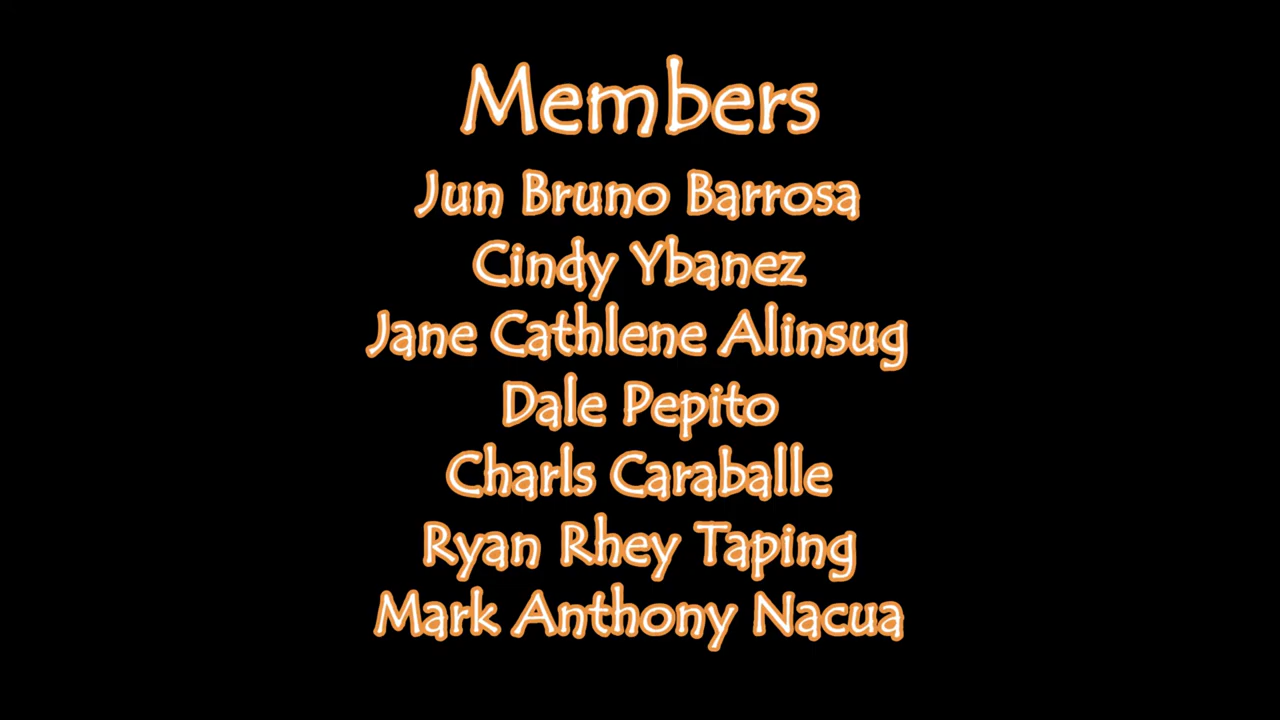 Members
Jun Bruno Barrosa
Cindy Ybanez
Jane Cathlene Alinsug
Dale Pepito
Charls Caraballe
Ryan Rhey Taping
Mark Anthony Nacua